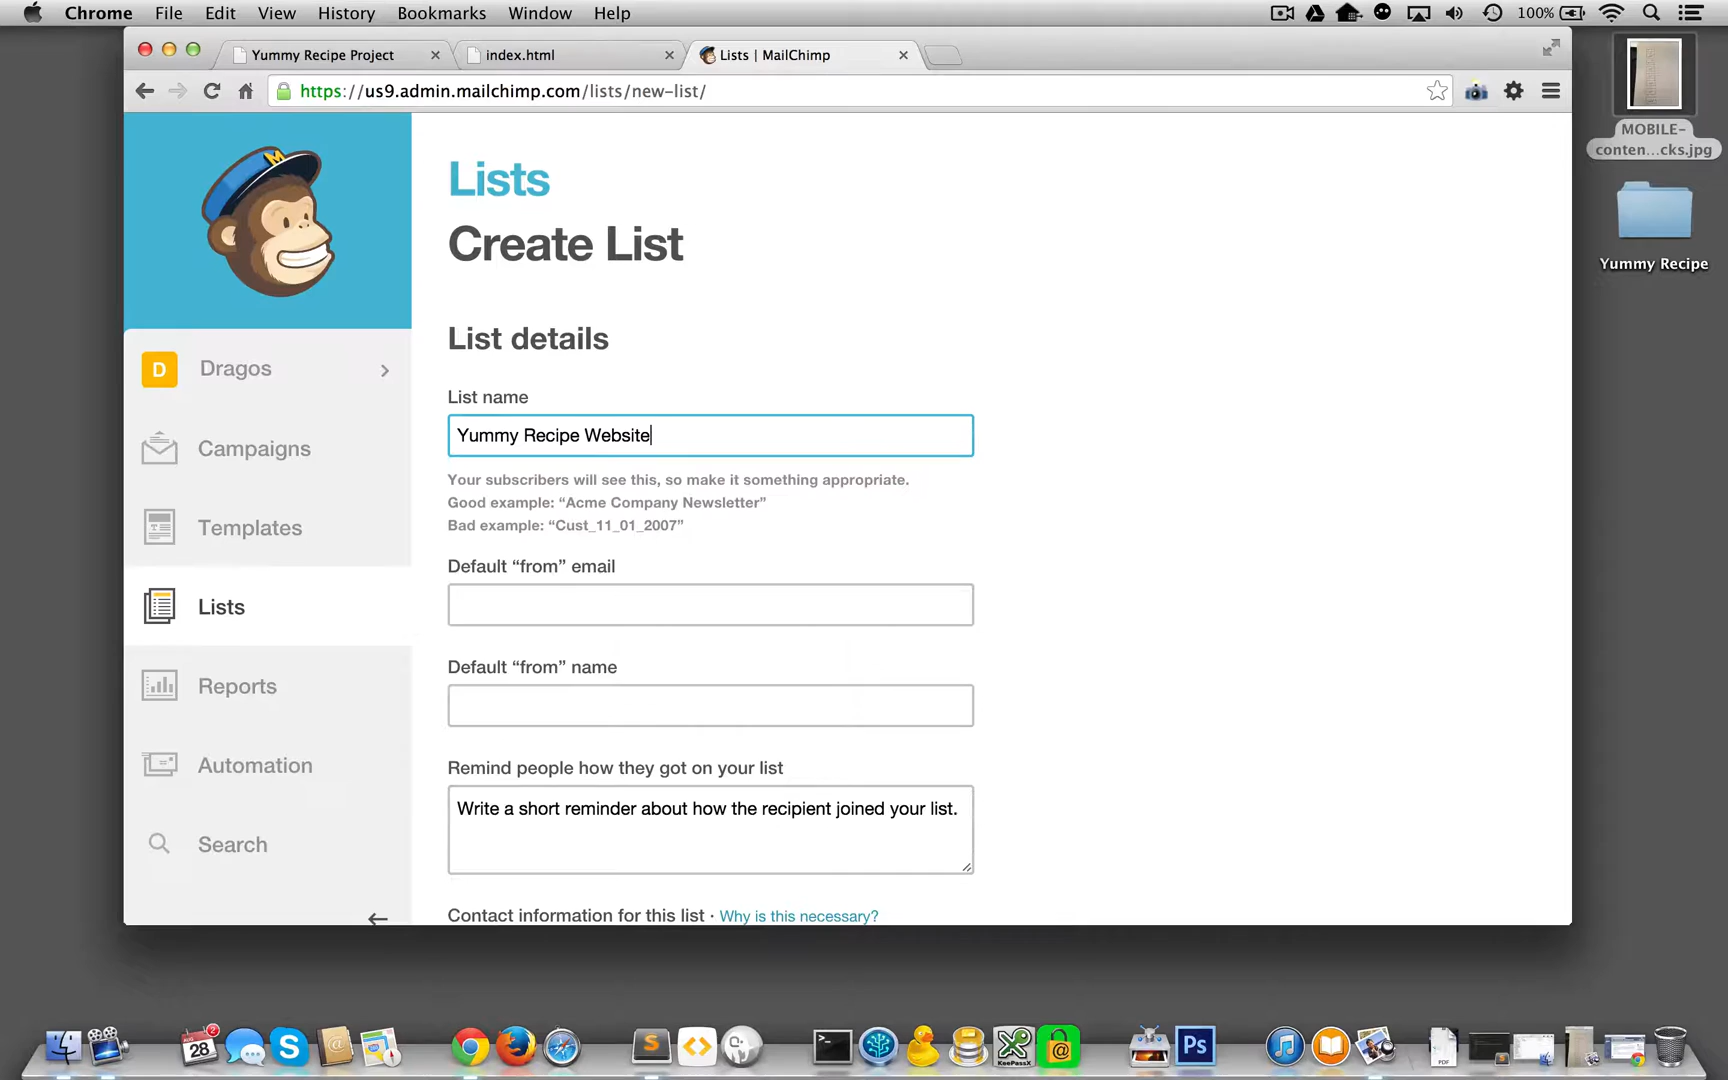 Chrome File Edit View History Bookmarks Window Help 100%
Yummy Recipe Project index.html Lists | MailChimp
https://us9.admin.mailchimp.com/lists/new-list/
MOBILE-
conten...cks.jpg
Yummy Recipe
M
D Dragos
Campaigns
Templates
Lists
Reports
Automation
Search
Lists
Create List
List details
List name
Yummy Recipe Website
Your subscribers will see this, so make it something appropriate.
Good example: “Acme Company Newsletter”
Bad example: “Cust_11_01_2007”
Default “from” email
Default “from” name
Remind people how they got on your list
Write a short reminder about how the recipient joined your list.
Contact information for this list · Why is this necessary?
2
28
S
KeePassX
@
Ps
PDF